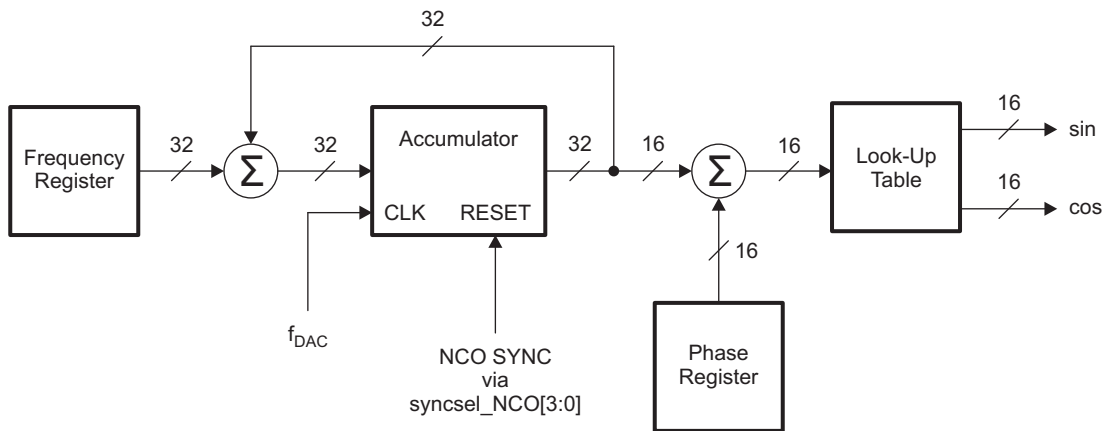 32
Frequency
Register
32
Σ
32
Accumulator
CLK
RESET
32
16
Σ
16
Look-Up
Table
16
sin
16
cos
16
f_DAC
NCO SYNC
via
syncsel_NCO[3:0]
Phase
Register